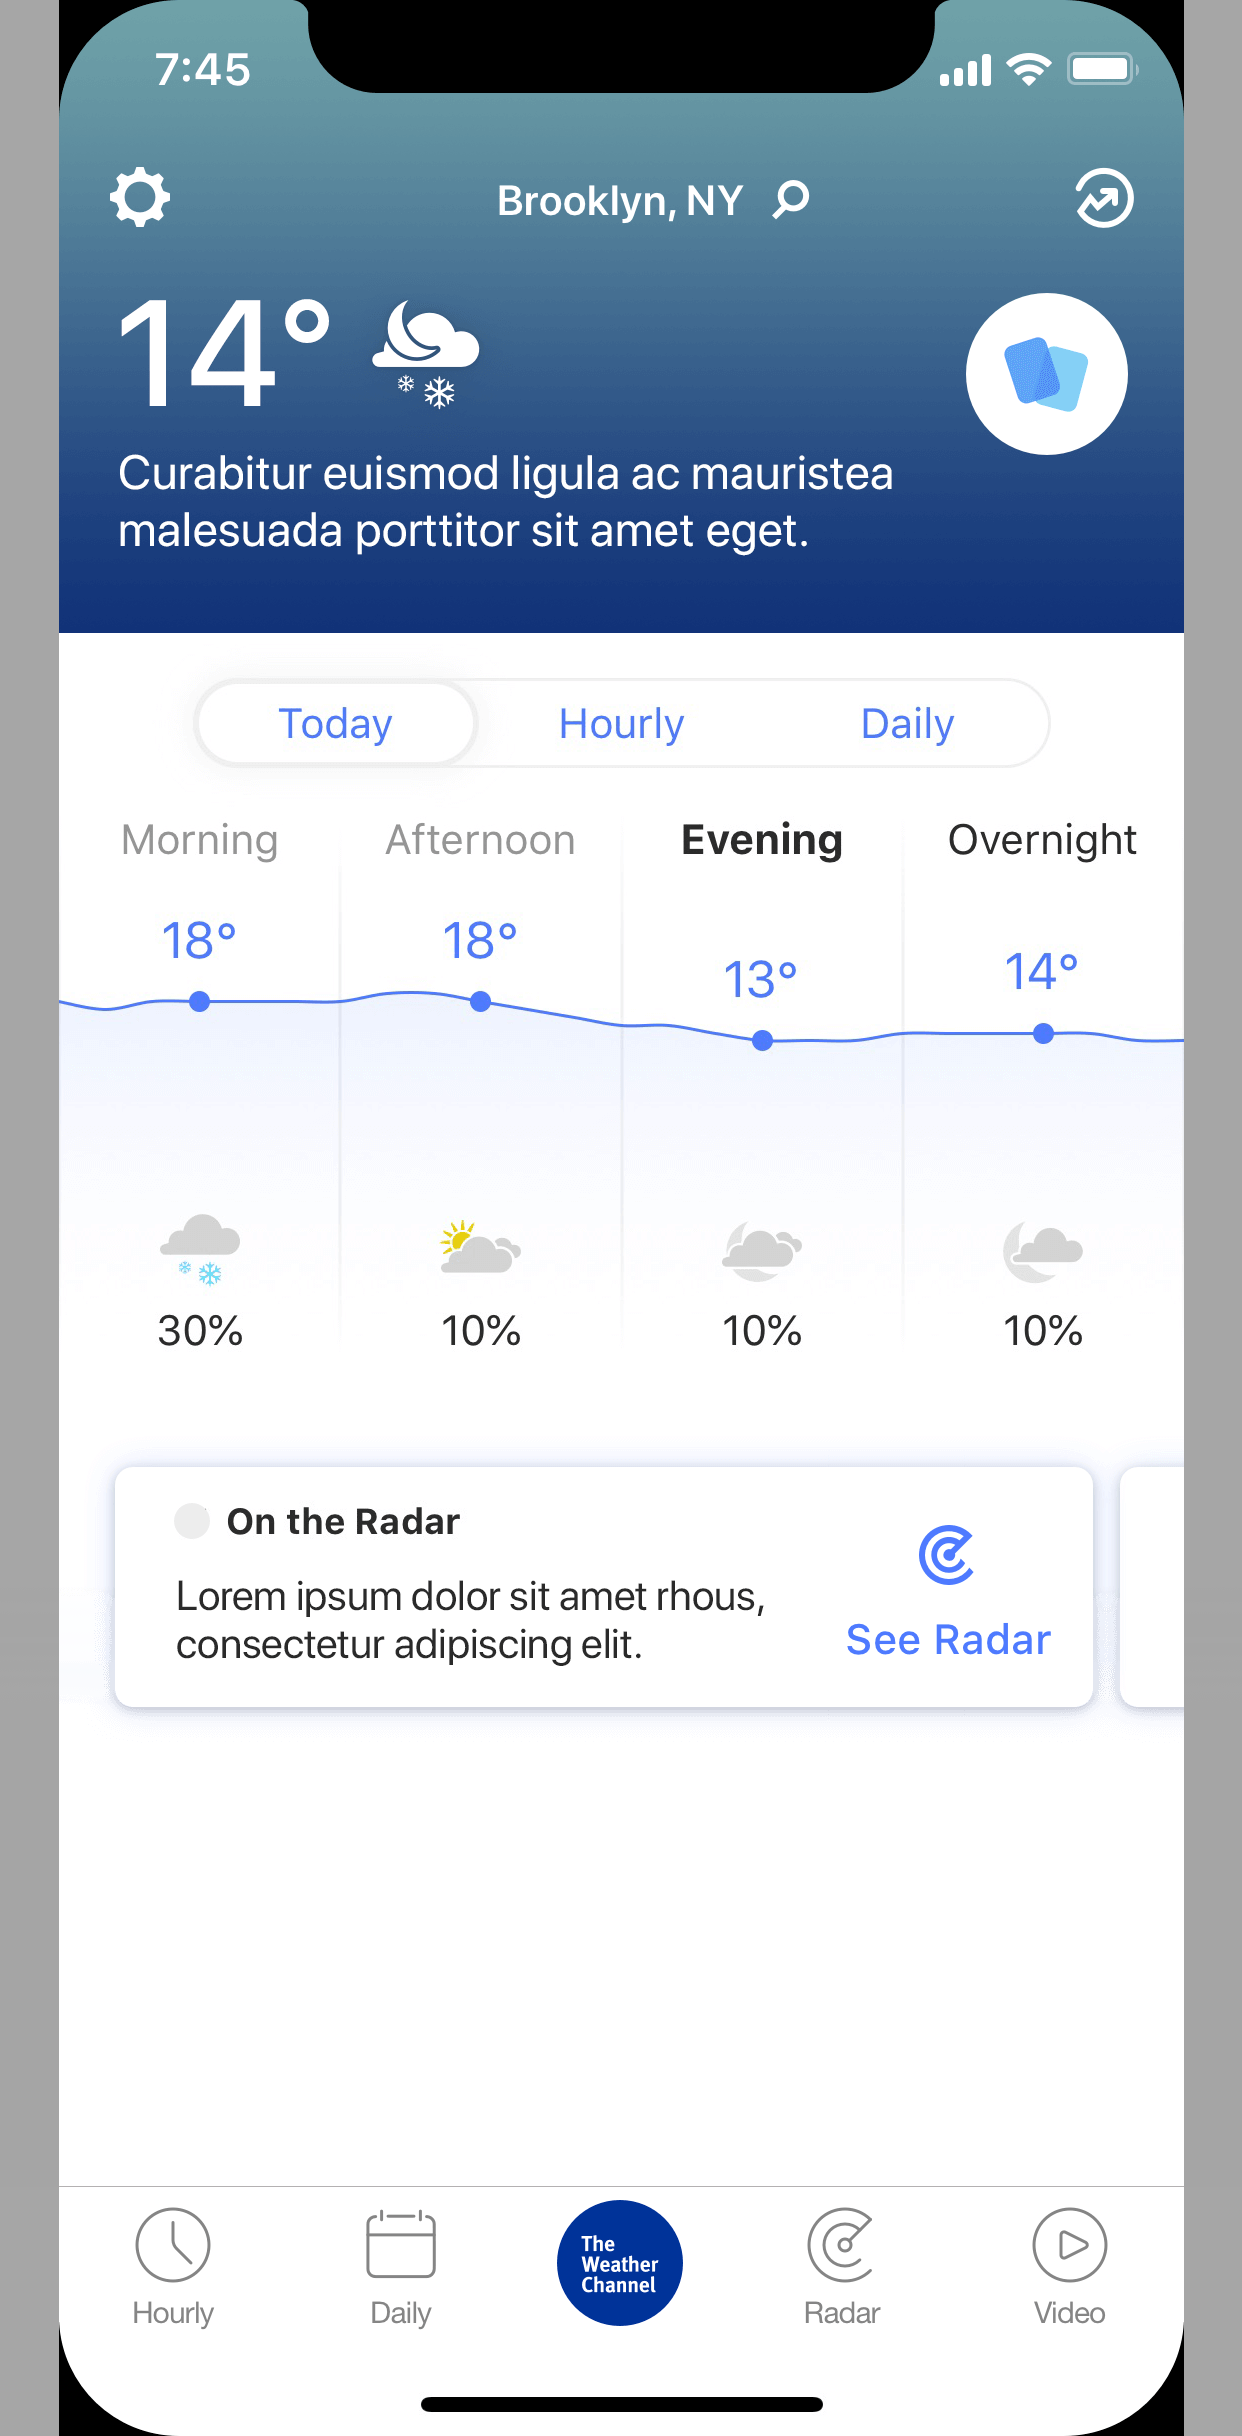 7:45
Brooklyn, NY
14°
Curabitur euismod ligula ac mauristea
malesuada porttitor sit amet eget.
Today Hourly Daily
Morning Afternoon Evening Overnight
18° 18° 13° 14°
30% 10% 10% 10%
On the Radar
Lorem ipsum dolor sit amet rhous,
consectetur adipiscing elit.
See Radar
The
Weather
Channel
Hourly Daily Radar Video